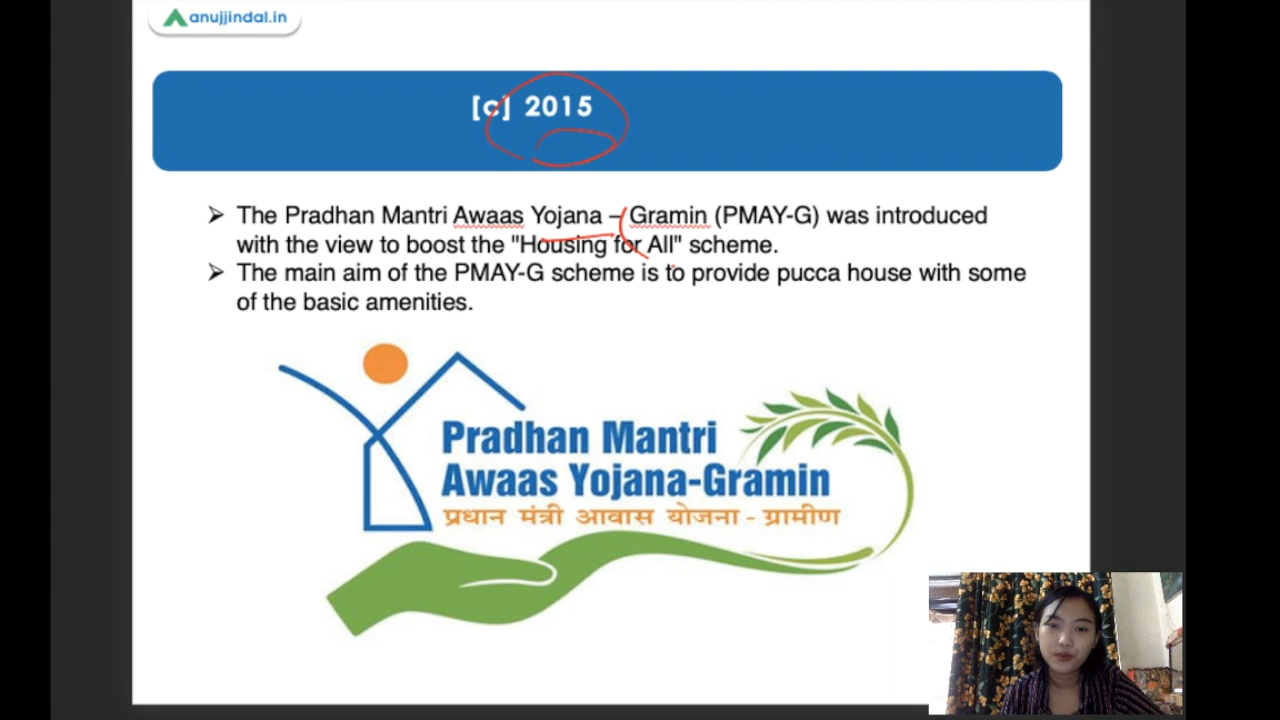 anujjindal.in
[c] 2015
➢ The Pradhan Mantri Awaas Yojana – Gramin (PMAY-G) was introduced
with the view to boost the "Housing for All" scheme.
➢ The main aim of the PMAY-G scheme is to provide pucca house with some
of the basic amenities.
Pradhan Mantri
Awaas Yojana-Gramin
प्रधान मंत्री आवास योजना - ग्रामीण